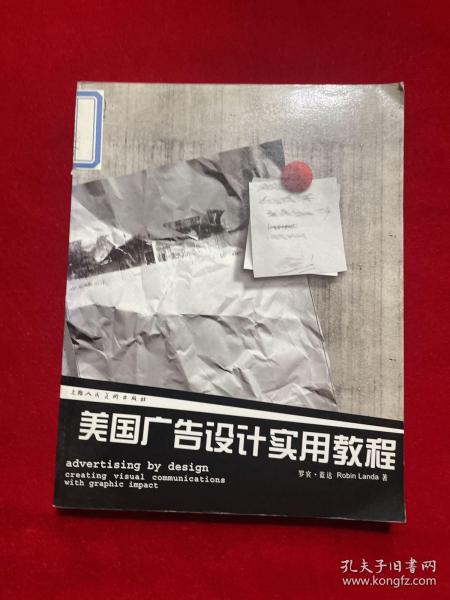 上海人民美术出版社
美国广告设计实用教程
advertising by design
creating visual communications
with graphic impact
罗宾·蓝达 Robin Landa 著
孔夫子旧书网
www.kongfz.com